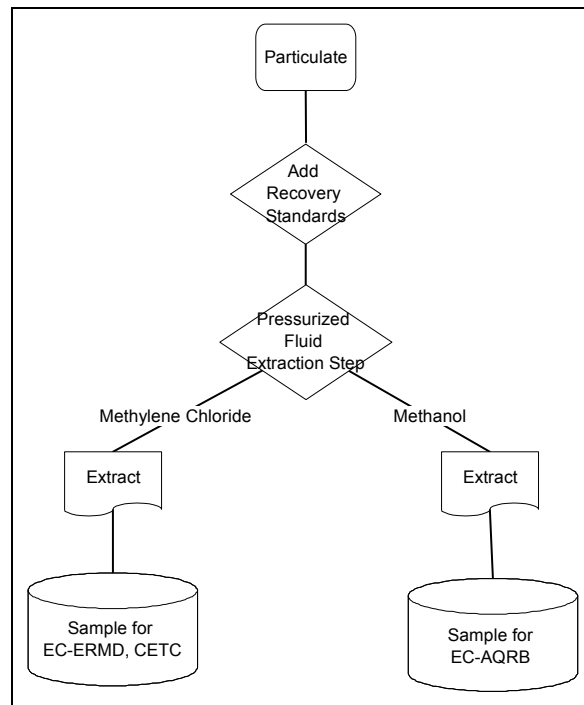 Particulate
Add
Recovery
Standards
Pressurized
Fluid
Extraction Step
Methylene Chloride
Methanol
Extract
Extract
Sample for
EC-ERMD, CETC
Sample for
EC-AQRB